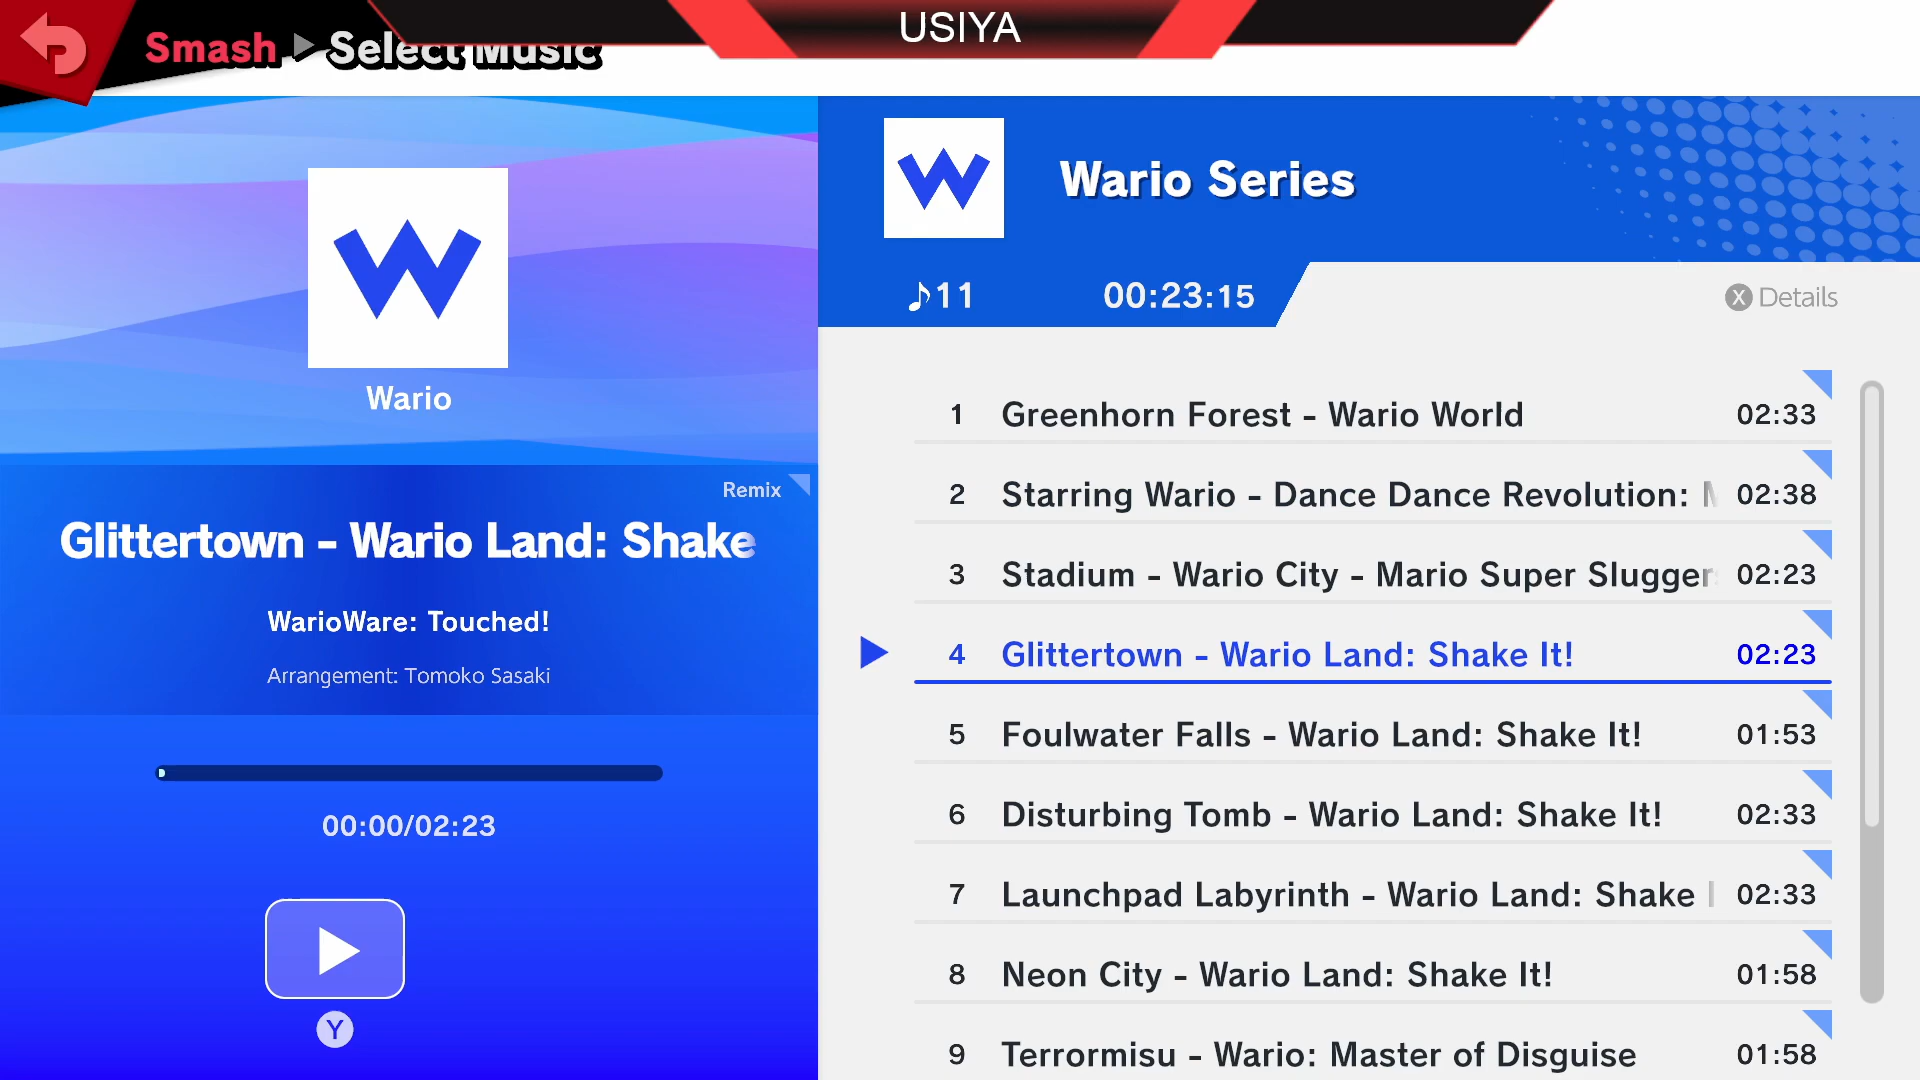 USIYA
Smash
Select Music
W
Wario
Remix
Glittertown - Wario Land: Shake
WarioWare: Touched!
Arrangement: Tomoko Sasaki
00:00/02:23
Y
W
Wario Series
♪11
00:23:15
X Details
1 Greenhorn Forest - Wario World 02:33
2 Starring Wario - Dance Dance Revolution: 02:38
3 Stadium - Wario City - Mario Super Slugger 02:23
4 Glittertown - Wario Land: Shake It! 02:23
5 Foulwater Falls - Wario Land: Shake It! 01:53
6 Disturbing Tomb - Wario Land: Shake It! 02:33
7 Launchpad Labyrinth - Wario Land: Shake 02:33
8 Neon City - Wario Land: Shake It! 01:58
9 Terrormisu - Wario: Master of Disguise 01:58